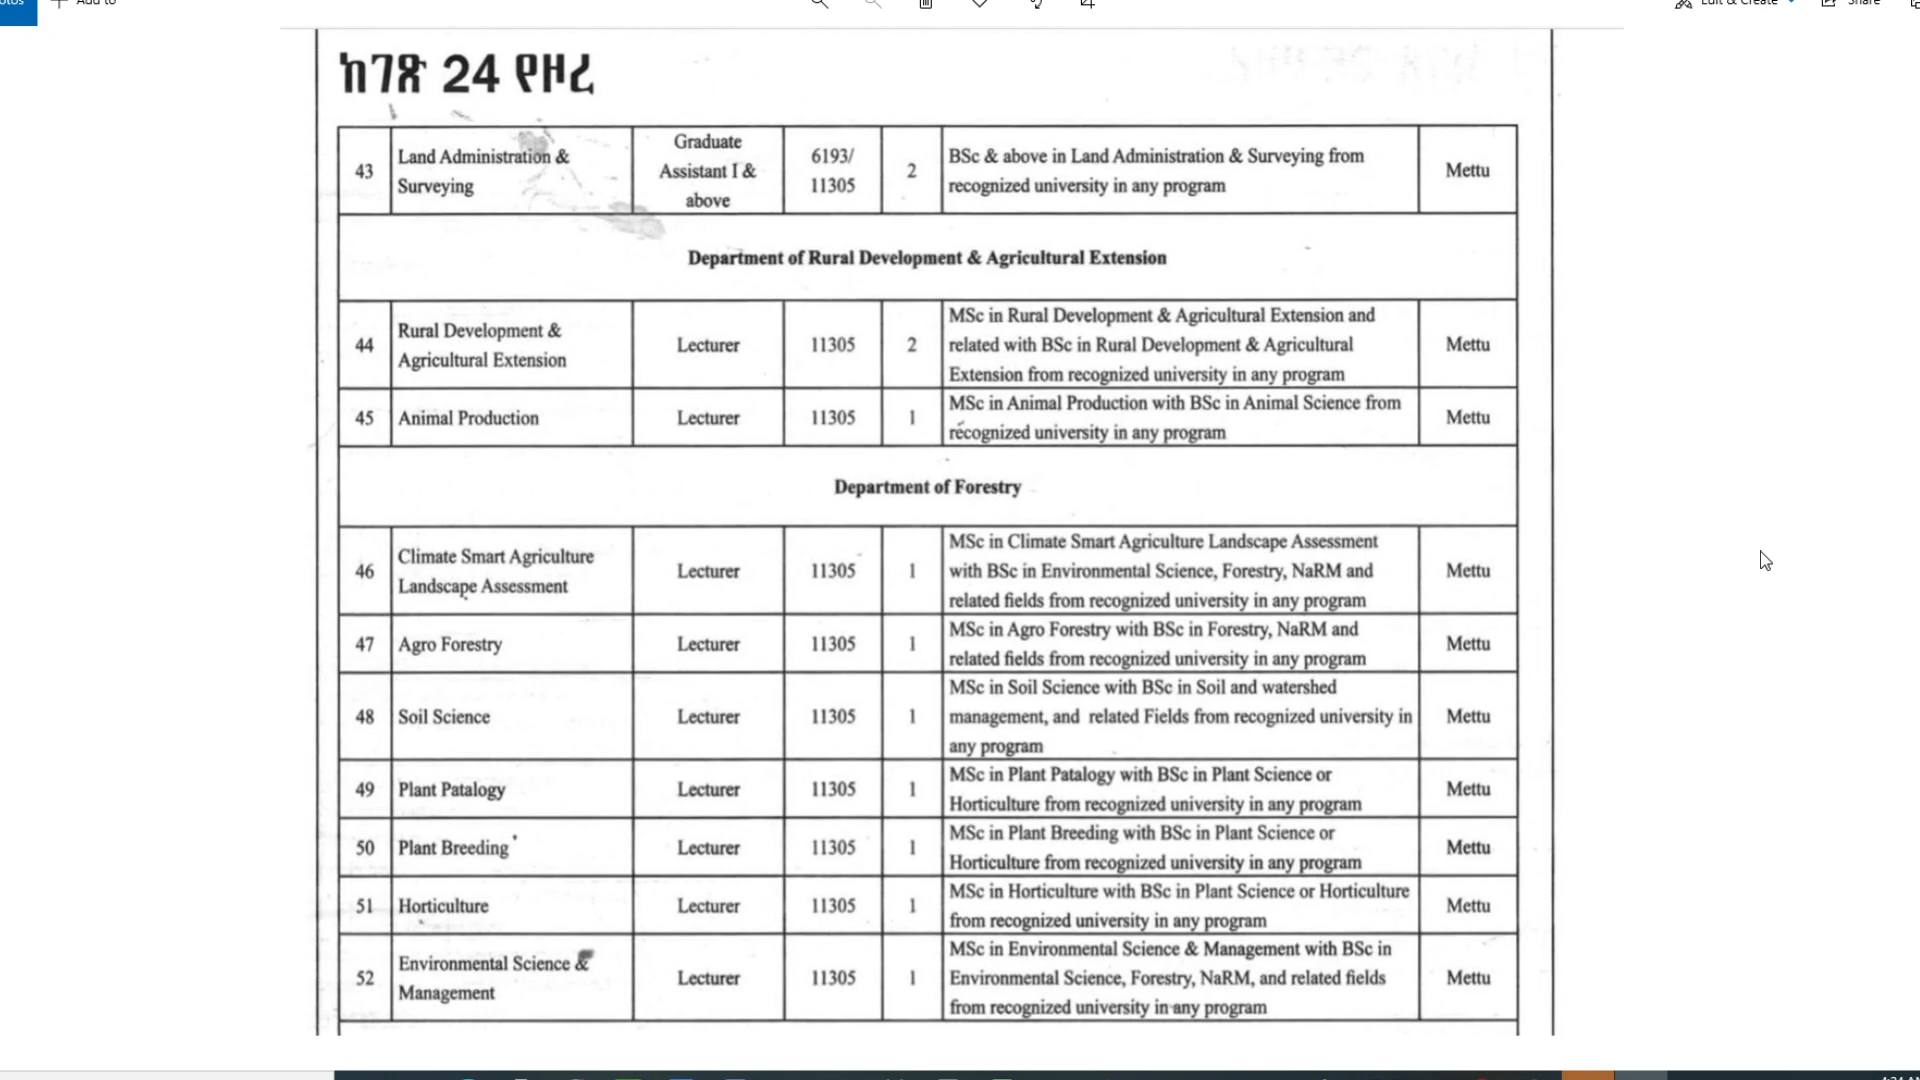 Add to
Edit & Create
Share
ከገጽ 24 የዞረ
43
Land Administration &
Surveying
Graduate
Assistant I &
above
6193/
11305
2
BSc & above in Land Administration & Surveying from
recognized university in any program
Mettu
Department of Rural Development & Agricultural Extension
44
Rural Development &
Agricultural Extension
Lecturer
11305
2
MSc in Rural Development & Agricultural Extension and
related with BSc in Rural Development & Agricultural
Extension from recognized university in any program
Mettu
45
Animal Production
Lecturer
11305
1
MSc in Animal Production with BSc in Animal Science from
recognized university in any program
Mettu
Department of Forestry
46
Climate Smart Agriculture
Landscape Assessment
Lecturer
11305
1
MSc in Climate Smart Agriculture Landscape Assessment
with BSc in Environmental Science, Forestry, NaRM and
related fields from recognized university in any program
Mettu
47
Agro Forestry
Lecturer
11305
1
MSc in Agro Forestry with BSc in Forestry, NaRM and
related fields from recognized university in any program
Mettu
48
Soil Science
Lecturer
11305
1
MSc in Soil Science with BSc in Soil and watershed
management, and related Fields from recognized university in
any program
Mettu
49
Plant Patalogy
Lecturer
11305
1
MSc in Plant Patalogy with BSc in Plant Science or
Horticulture from recognized university in any program
Mettu
50
Plant Breeding
Lecturer
11305
1
MSc in Plant Breeding with BSc in Plant Science or
Horticulture from recognized university in any program
Mettu
51
Horticulture
Lecturer
11305
1
MSc in Horticulture with BSc in Plant Science or Horticulture
from recognized university in any program
Mettu
52
Environmental Science &
Management
Lecturer
11305
1
MSc in Environmental Science & Management with BSc in
Environmental Science, Forestry, NaRM, and related fields
from recognized university in any program
Mettu